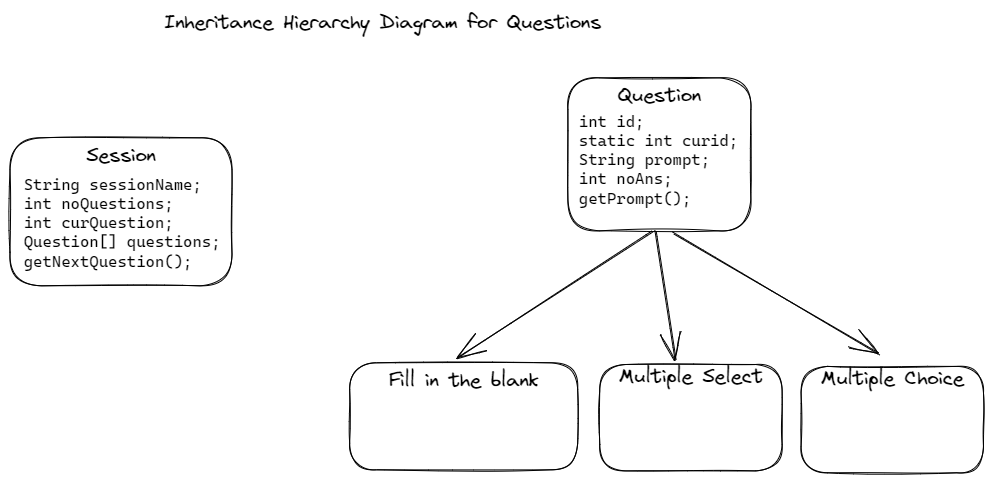 Inheritance Hierarchy Diagram for Questions
Session
String sessionName;
int noQuestions;
int curQuestion;
Question[] questions;
getNextQuestion();
Question
int id;
static int curid;
String prompt;
int noAns;
getPrompt();
Fill in the blank
Multiple Select
Multiple Choice